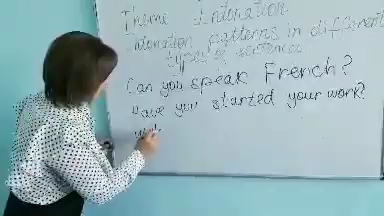 Theme Intonation
Intonation patterns in different
types of sentences
Can you speak French?
Have you started your work?